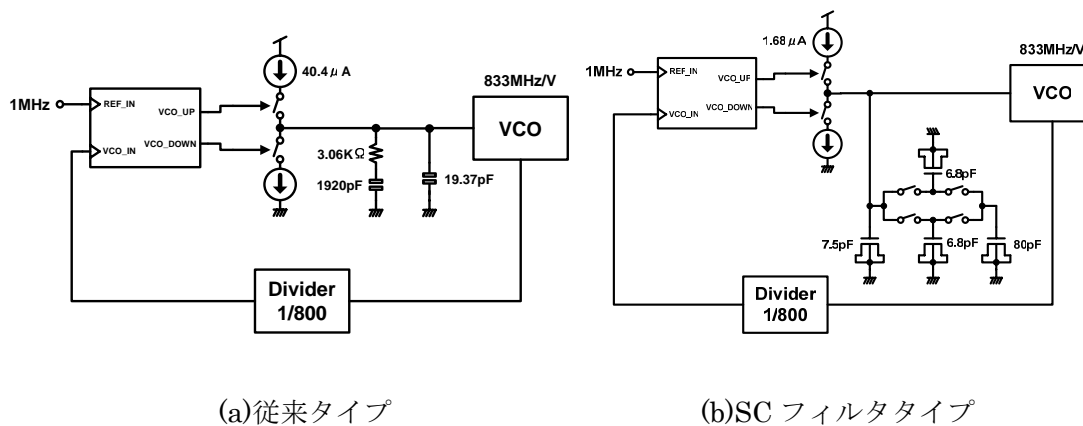 40.4μA
833MHz/V
1MHz
REF_IN
VCO_UP
VCO_IN
VCO_DOWN
VCO
3.06KΩ
1920pF
19.37pF
Divider
1/800
(a)従来タイプ
1.68μA
833MHz/V
1MHz
REF_IN
VCO_UP
VCO_IN
VCO_DOWN
VCO
6.8pF
7.5pF
6.8pF
80pF
Divider
1/800
(b)SC フィルタタイプ